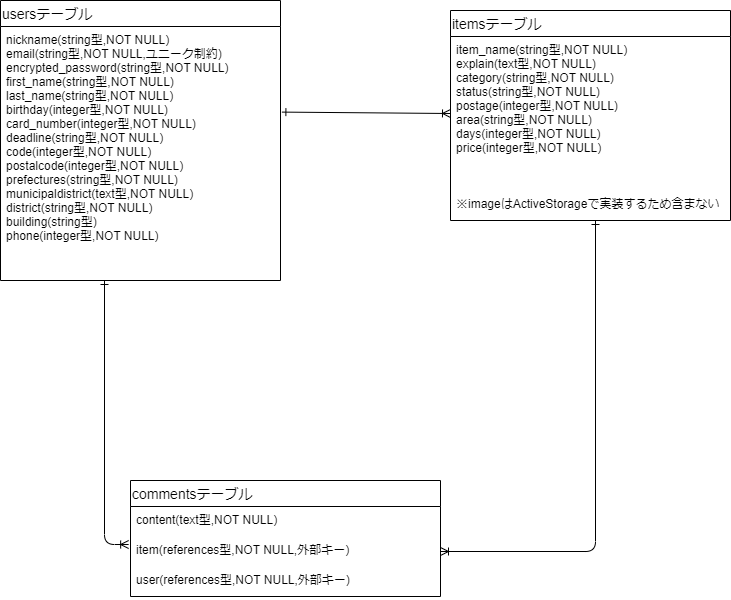 usersテーブル
nickname(string型,NOT NULL)
email(string型,NOT NULL,ユニーク制約)
encrypted_password(string型,NOT NULL)
first_name(string型,NOT NULL)
last_name(string型,NOT NULL)
birthday(integer型,NOT NULL)
card_number(integer型,NOT NULL)
deadline(string型,NOT NULL)
code(integer型,NOT NULL)
postalcode(integer型,NOT NULL)
prefectures(string型,NOT NULL)
municipaldistrict(text型,NOT NULL)
district(string型,NOT NULL)
building(string型)
phone(integer型,NOT NULL)
itemsテーブル
item_name(string型,NOT NULL)
explain(text型,NOT NULL)
category(string型,NOT NULL)
status(string型,NOT NULL)
postage(integer型,NOT NULL)
area(string型,NOT NULL)
days(integer型,NOT NULL)
price(integer型,NOT NULL)
※imageはActiveStorageで実装するため含まない
commentsテーブル
content(text型,NOT NULL)
item(references型,NOT NULL,外部キー)
user(references型,NOT NULL,外部キー)